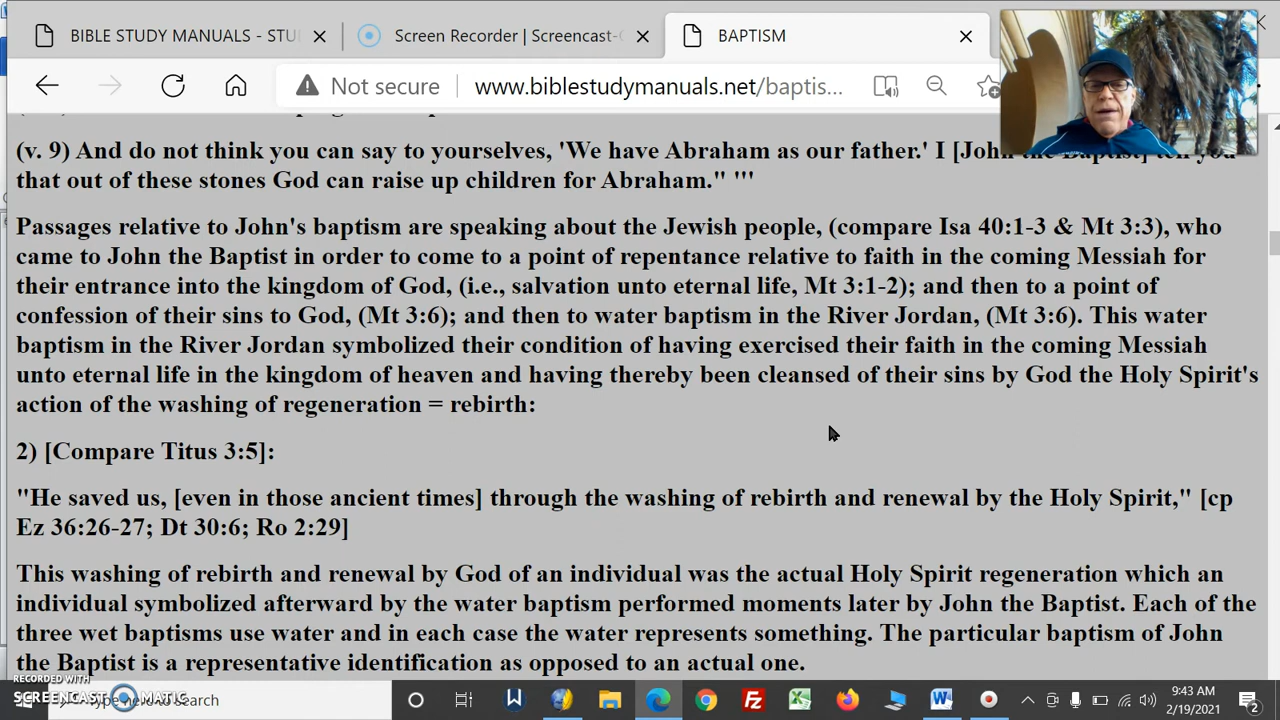 BIBLE STUDY MANUALS - STU
Screen Recorder | Screencast-
BAPTISM
Not secure
www.biblestudymanuals.net/baptis...
(v. 9) And do not think you can say to yourselves, 'We have Abraham as our father.' I [John the Baptist] tell you
that out of these stones God can raise up children for Abraham." '"
Passages relative to John's baptism are speaking about the Jewish people, (compare Isa 40:1-3 & Mt 3:3), who
came to John the Baptist in order to come to a point of repentance relative to faith in the coming Messiah for
their entrance into the kingdom of God, (i.e., salvation unto eternal life, Mt 3:1-2); and then to a point of
confession of their sins to God, (Mt 3:6); and then to water baptism in the River Jordan, (Mt 3:6). This water
baptism in the River Jordan symbolized their condition of having exercised their faith in the coming Messiah
unto eternal life in the kingdom of heaven and having thereby been cleansed of their sins by God the Holy Spirit's
action of the washing of regeneration = rebirth:
2) [Compare Titus 3:5]:
"He saved us, [even in those ancient times] through the washing of rebirth and renewal by the Holy Spirit," [cp
Ez 36:26-27; Dt 30:6; Ro 2:29]
This washing of rebirth and renewal by God of an individual was the actual Holy Spirit regeneration which an
individual symbolized afterward by the water baptism performed moments later by John the Baptist. Each of the
three wet baptisms use water and in each case the water represents something. The particular baptism of John
the Baptist is a representative identification as opposed to an actual one.
RECORDED WITH
SCREENCAST MATIC
Type here to search
9:43 AM
2/19/2021
2